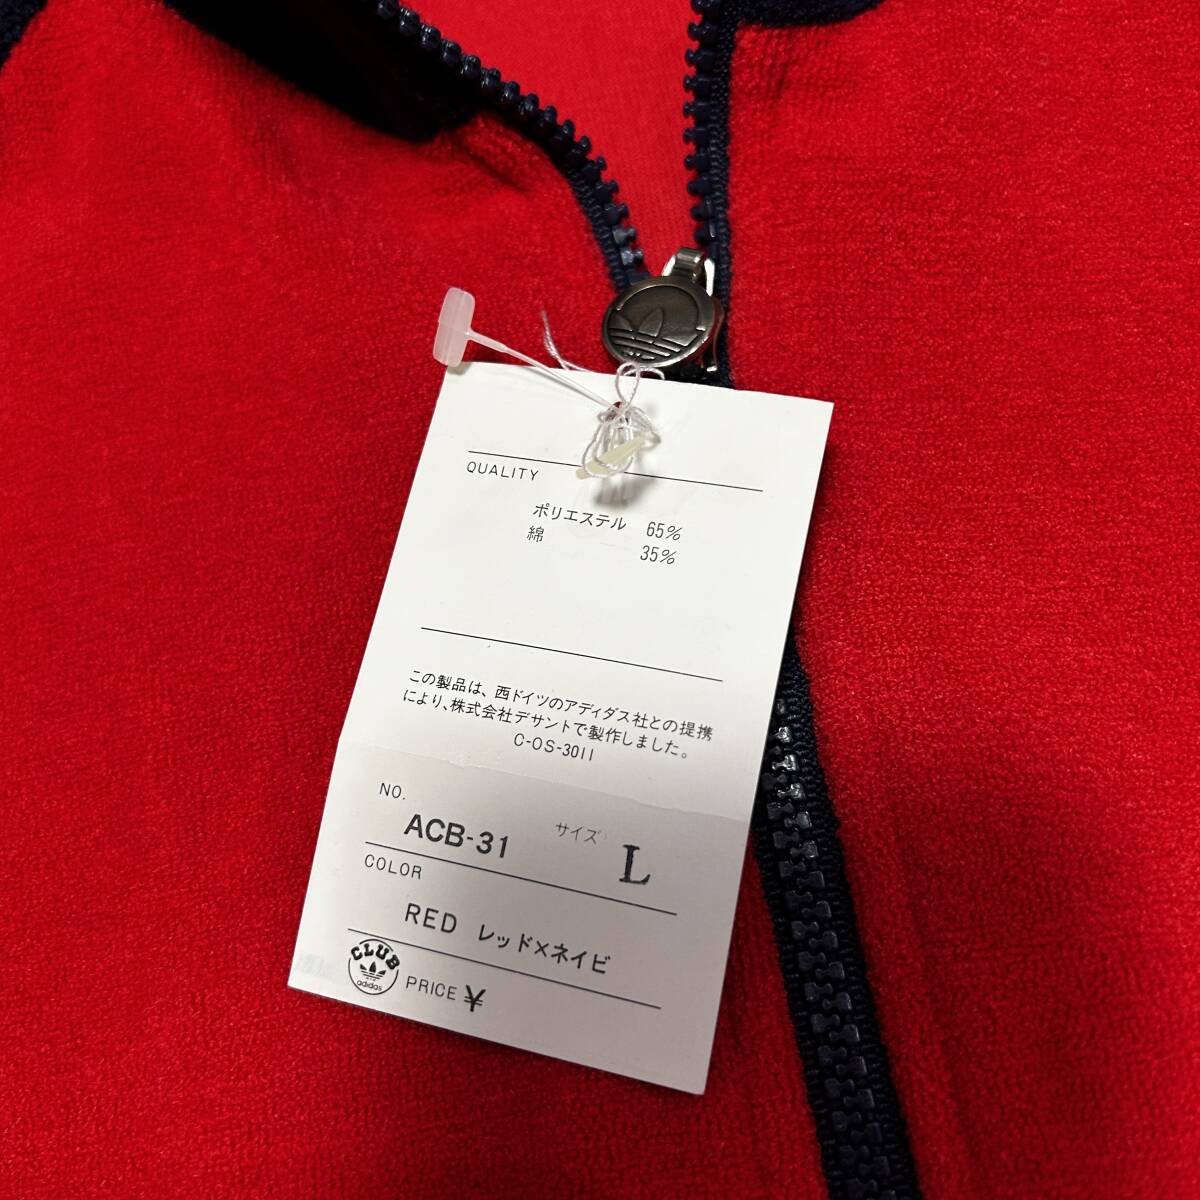 QUALITY
ポリエステル 65%
綿 35%
この製品は、西ドイツのアディダス社との提携
により、株式会社デサントで製作しました。
C-OS-3011
NO.
ACB-31 サイズ L
COLOR
RED レッド×ネイビ
CLUB
adidas
PRICE ¥